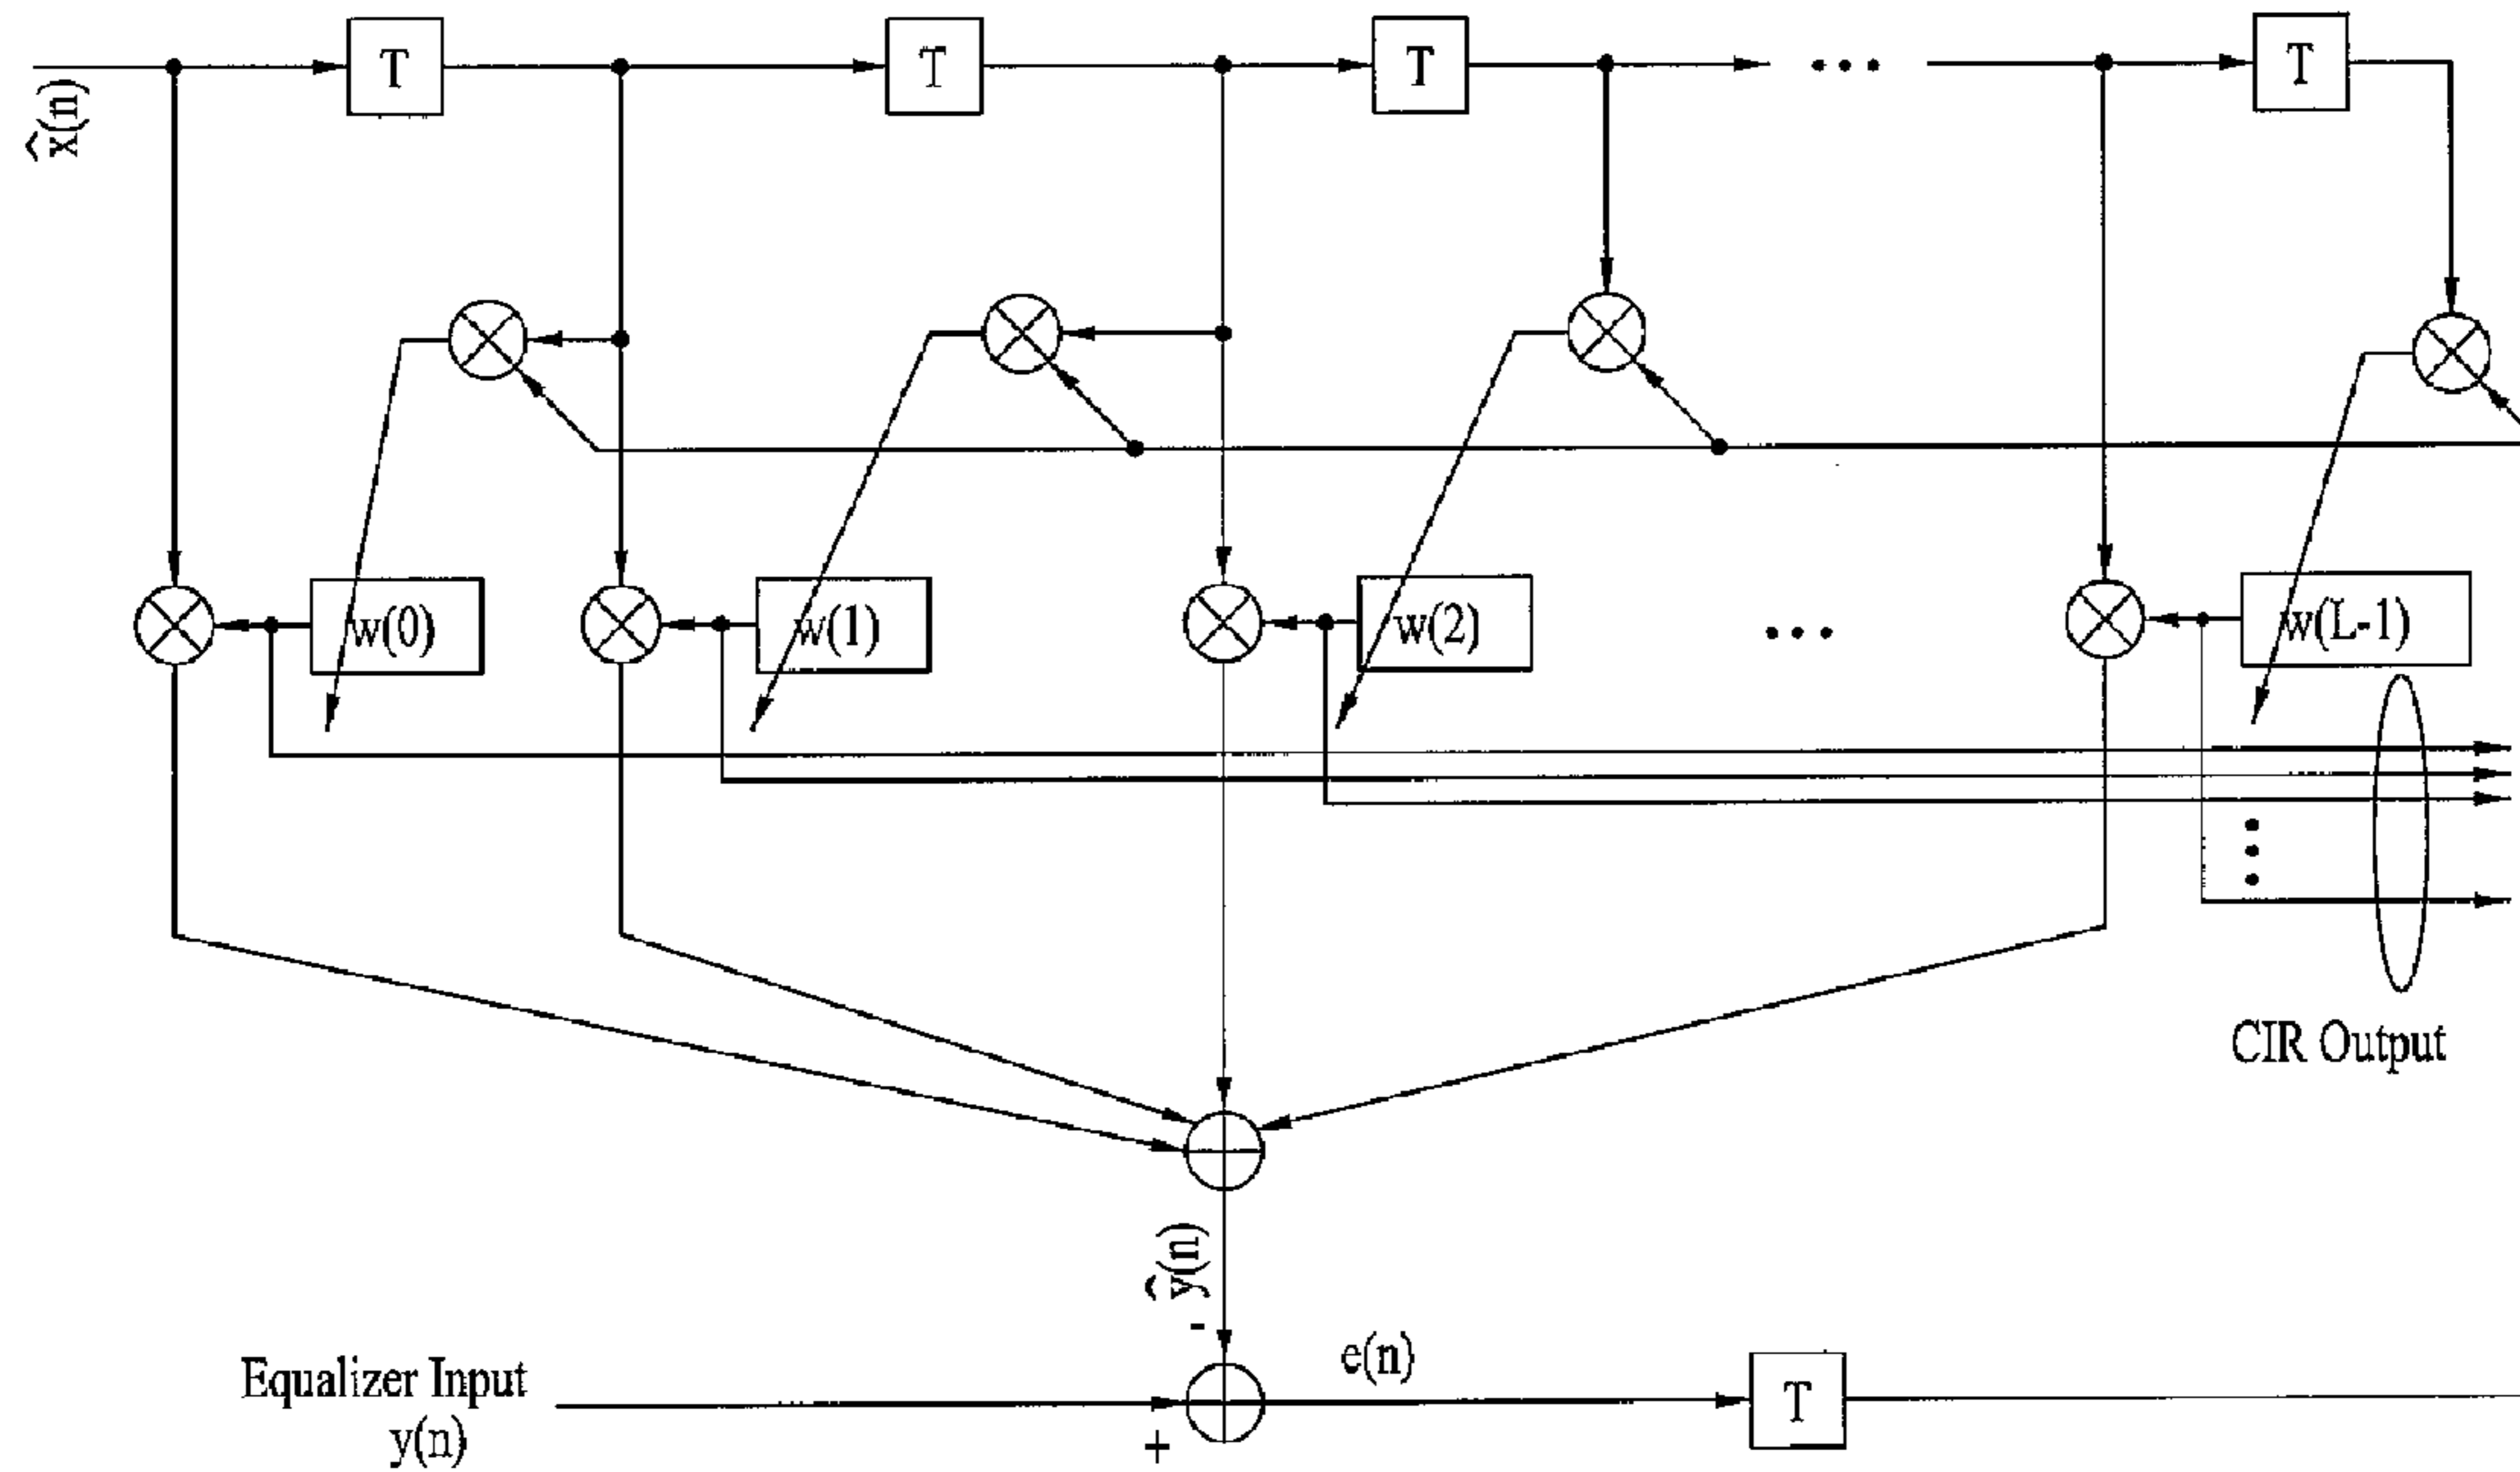 T T T ... T
x̂(n)
w(0) w(1) w(2) ... w(L-1)
CIR Output
ŷ(n)
-
e(n)
Equalizer Input
y(n)
+
T